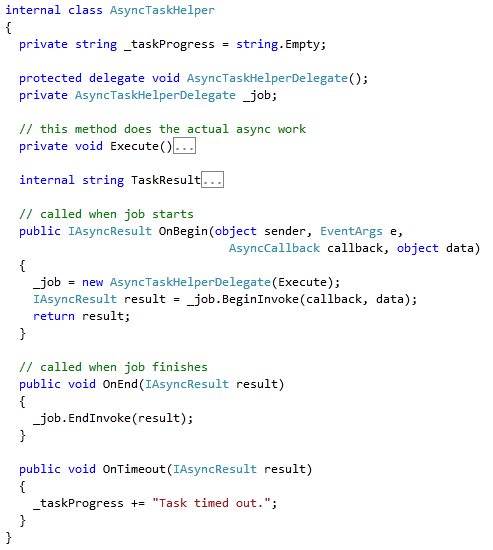 internal class AsyncTaskHelper
{
  private string _taskProgress = string.Empty;

  protected delegate void AsyncTaskHelperDelegate();
  private AsyncTaskHelperDelegate _job;

  // this method does the actual async work
  private void Execute()...

  internal string TaskResult...

  // called when job starts
  public IAsyncResult OnBegin(object sender, EventArgs e,
                              AsyncCallback callback, object data)
  {
    _job = new AsyncTaskHelperDelegate(Execute);
    IAsyncResult result = _job.BeginInvoke(callback, data);
    return result;
  }

  // called when job finishes
  public void OnEnd(IAsyncResult result)
  {
    _job.EndInvoke(result);
  }

  public void OnTimeout(IAsyncResult result)
  {
    _taskProgress += "Task timed out.";
  }
}